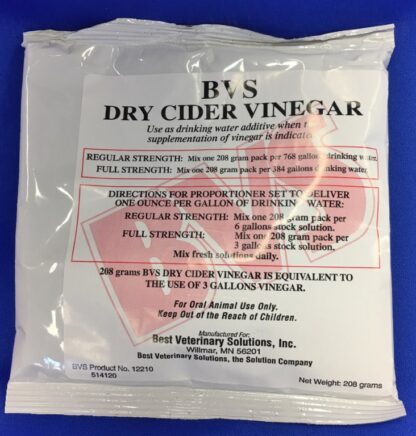 BVS
DRY CIDER VINEGAR
Use as drinking water additive when t
supplementation of vinegar is indicate
REGULAR STRENGTH: Mix one 208 gram pack per 768 gallons drinking water.
FULL STRENGTH: Mix one 208 gram pack per 384 gallons drinking water
DIRECTIONS FOR PROPORTIONER SET TO DELIVER
ONE OUNCE PER GALLON OF DRINKIN WATER:
REGULAR STRENGTH: Mix one 208 gram pack per
6 gallons stock solution.
FULL STRENGTH: Mix one 208 gram pack per
3 gallons stock solution.
Mix fresh solutions daily.
208 grams BVS DRY CIDER VINEGAR IS EQUIVALENT TO
THE USE OF 3 GALLONS VINEGAR.
For Oral Animal Use Only.
Keep Out of the Reach of Children.
Manufactured For:
Best Veterinary Solutions, Inc.
Willmar, MN 56201
Best Veterinary Solutions, the Solution Company
BVS Product No. 12210
514120
Net Weight: 208 grams
BVS